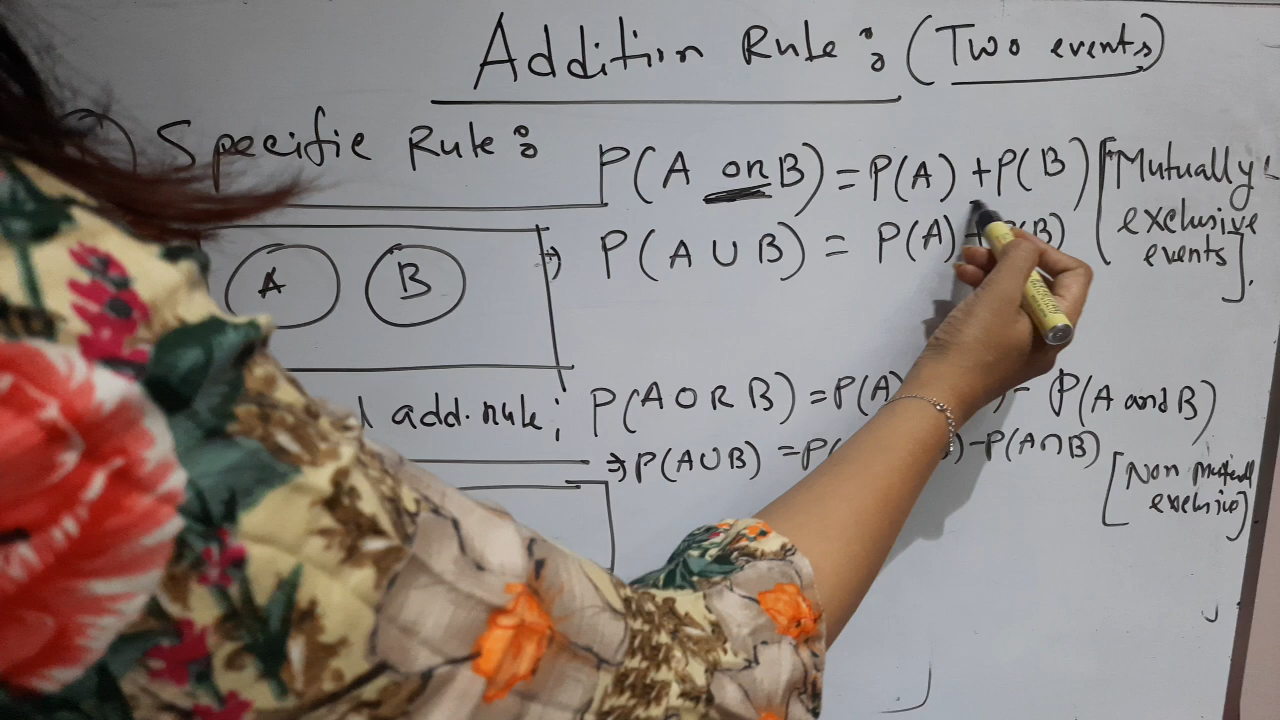 Addition Rule: (Two events)
Specific Rule:
P(A or B) = P(A) + P(B) [Mutually exclusive events].
⇒ P(A ∪ B) = P(A) + P(B)
A B
add. rule; P(A OR B) = P(A) - P(A and B)
⇒ P(A ∪ B) = P( ) - P(A ∩ B)
[Non mutually exclusive]